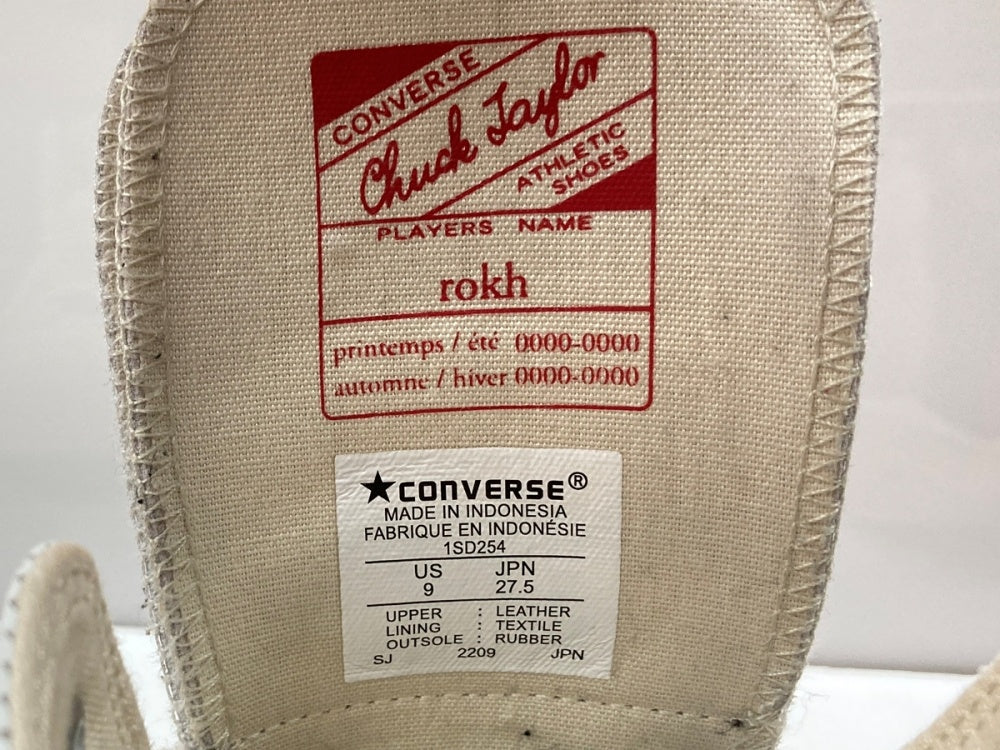 CONVERSE
Chuck Taylor
ATHLETIC
SHOES
PLAYERS NAME
rokh
printemps / été 0000-0000
automne / hiver 0000-0000
★CONVERSE®
MADE IN INDONESIA
FABRIQUE EN INDONÉSIE
1SD254
US JPN
9 27.5
UPPER : LEATHER
LINING : TEXTILE
OUTSOLE : RUBBER
SJ 2209 JPN